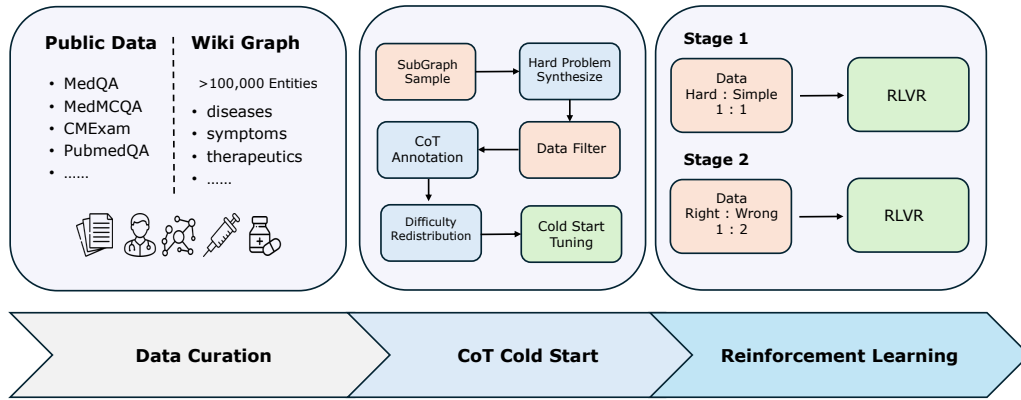 Public Data
MedQA
MedMCQA
CMExam
PubmedQA
......
Wiki Graph
>100,000 Entities
diseases
symptoms
therapeutics
......
SubGraph
Sample
Hard Problem
Synthesize
CoT
Annotation
Data Filter
Difficulty
Redistribution
Cold Start
Tuning
Stage 1
Data
Hard : Simple
1 : 1
RLVR
Stage 2
Data
Right : Wrong
1 : 2
RLVR
Data Curation
CoT Cold Start
Reinforcement Learning